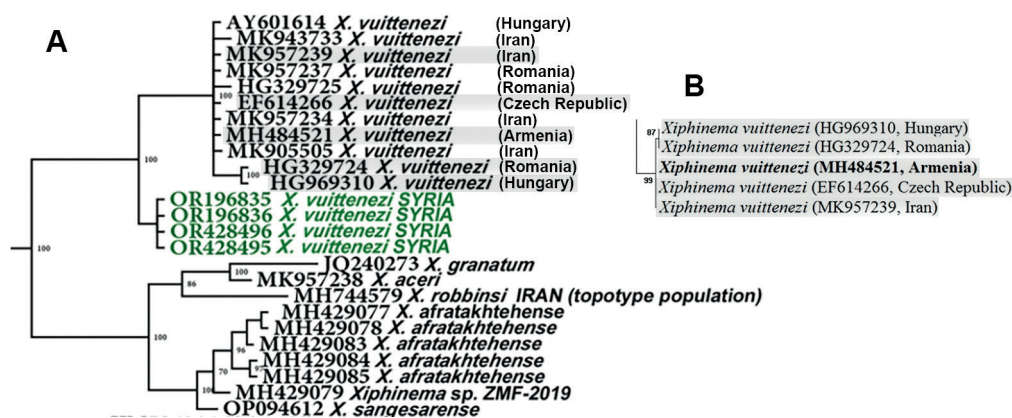 A
AY601614 X. vuittenezi (Hungary)
MK943733 X. vuittenezi (Iran)
MK957239 X. vuittenezi (Iran)
MK957237 X. vuittenezi (Romania)
HG329725 X. vuittenezi (Romania)
100
EF614266 X. vuittenezi (Czech Republic)
MK957234 X. vuittenezi (Iran)
MH484521 X. vuittenezi (Armenia)
MK905505 X. vuittenezi (Iran)
100
HG329724 X. vuittenezi (Romania)
100
HG969310 X. vuittenezi (Hungary)
OR196835 X. vuittenezi SYRIA
OR196836 X. vuittenezi SYRIA
OR428496 X. vuittenezi SYRIA
100
OR428495 X. vuittenezi SYRIA
JQ240273 X. granatum
100
MK957238 X. aceri
86
MH744579 X. robbinsi IRAN (topotype population)
MH429077 X. afratakhtehense
MH429078 X. afratakhtehense
100
MH429083 X. afratakhtehense
96
MH429084 X. afratakhtehense
70
MH429085 X. afratakhtehense
MH429079 Xiphinema sp. ZMF-2019
OP094612 X. sangesarense
B
87
Xiphinema vuittenezi (HG969310, Hungary)
Xiphinema vuittenezi (HG329724, Romania)
Xiphinema vuittenezi (MH484521, Armenia)
99
Xiphinema vuittenezi (EF614266, Czech Republic)
Xiphinema vuittenezi (MK957239, Iran)